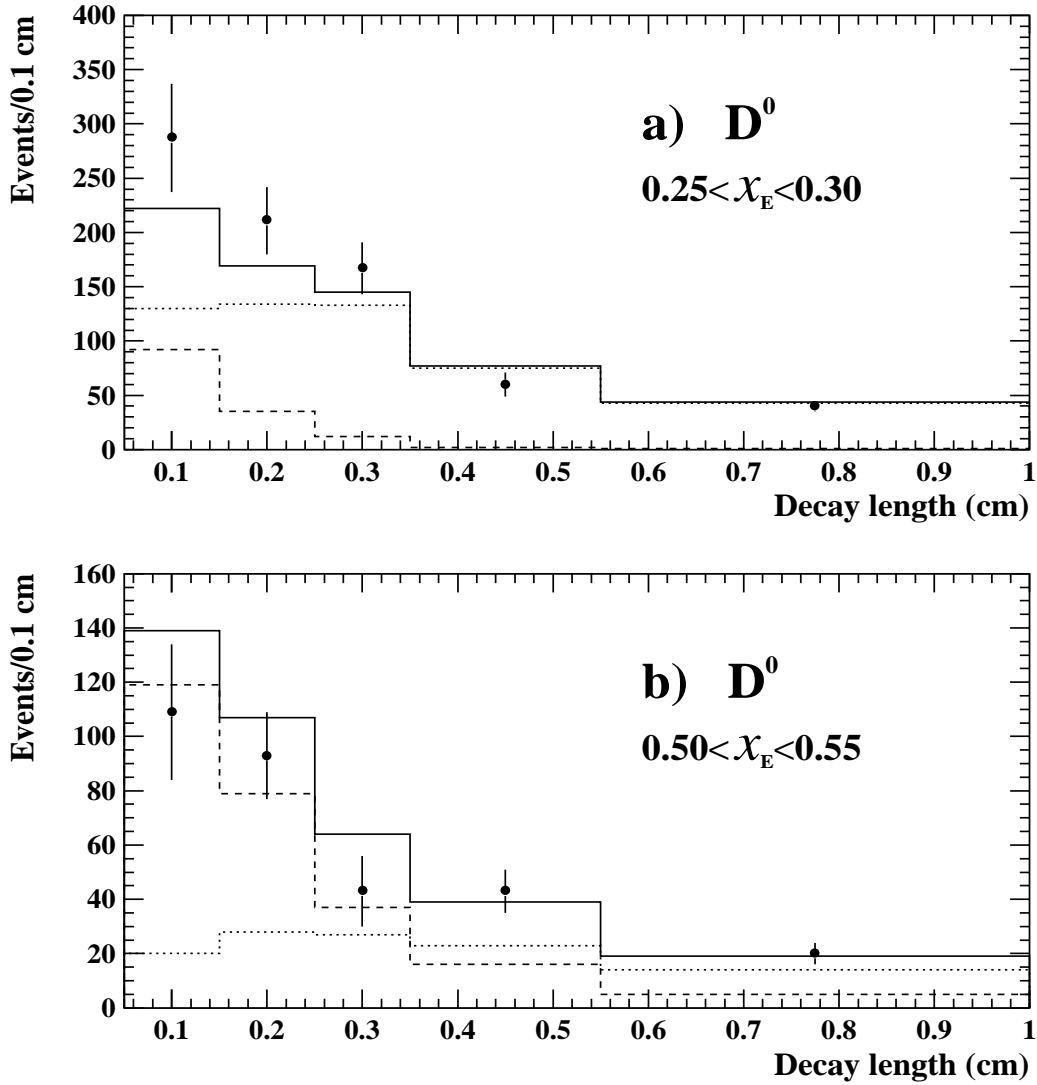 Events/0.1 cm
400
350
300
250
200
150
100
50
0
a) D⁰
0.25< x_E <0.30
0.1 0.2 0.3 0.4 0.5 0.6 0.7 0.8 0.9 1
Decay length (cm)
Events/0.1 cm
160
140
120
100
80
60
40
20
0
b) D⁰
0.50< x_E <0.55
0.1 0.2 0.3 0.4 0.5 0.6 0.7 0.8 0.9 1
Decay length (cm)